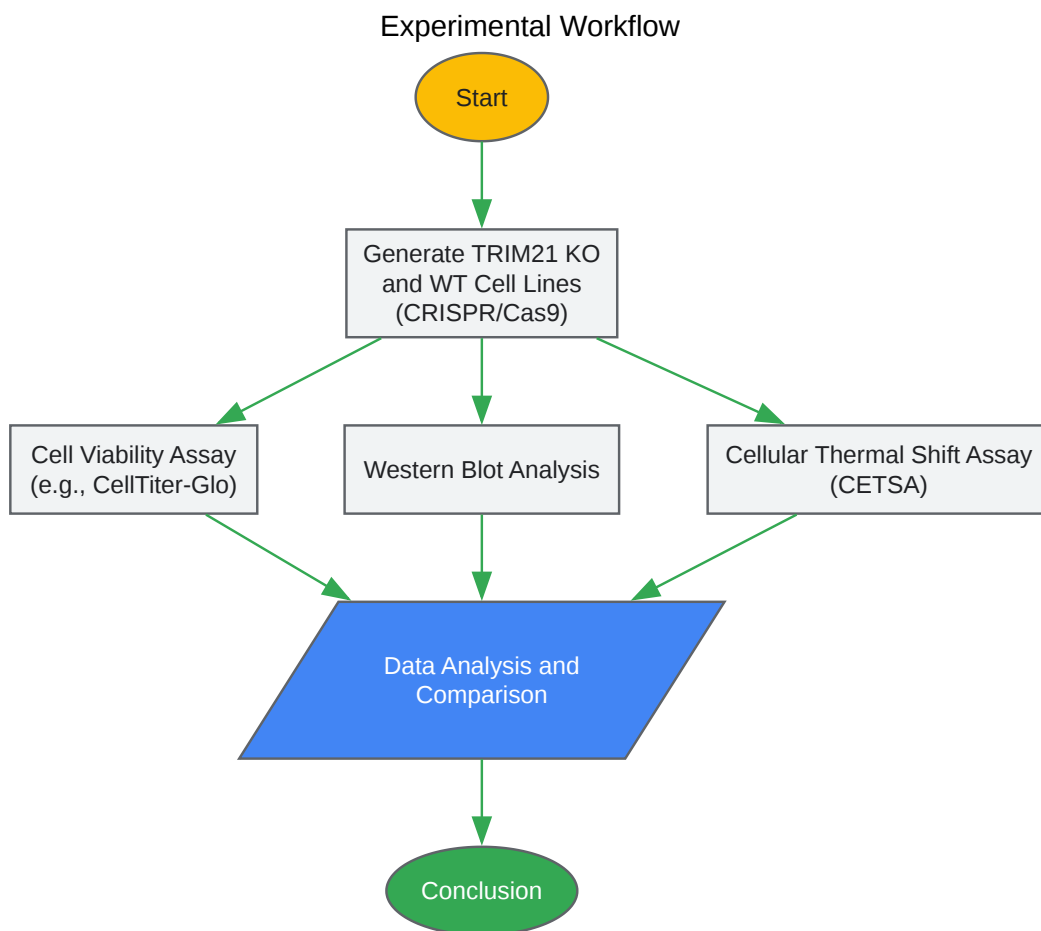 Experimental Workflow
Start
Generate TRIM21 KO
and WT Cell Lines
(CRISPR/Cas9)
Cell Viability Assay
(e.g., CellTiter-Glo)
Western Blot Analysis
Cellular Thermal Shift Assay
(CETSA)
Data Analysis and
Comparison
Conclusion